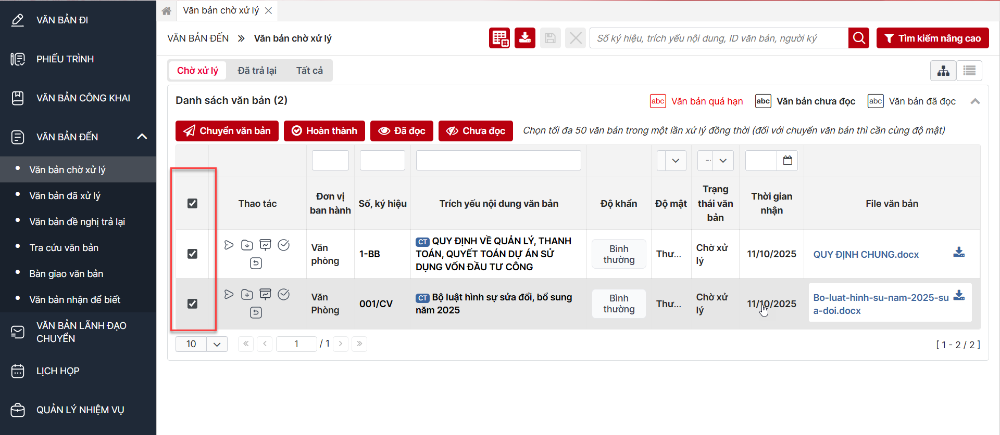 VĂN BẢN ĐI
PHIẾU TRÌNH
VĂN BẢN CÔNG KHAI
VĂN BẢN ĐẾN
Văn bản chờ xử lý
Văn bản đã xử lý
Văn bản đề nghị trả lại
Tra cứu văn bản
Bàn giao văn bản
Văn bản nhận để biết
VĂN BẢN LÃNH ĐẠO
CHUYỂN
LỊCH HỌP
QUẢN LÝ NHIỆM VỤ
Văn bản chờ xử lý
VĂN BẢN ĐẾN » Văn bản chờ xử lý
Số ký hiệu, trích yếu nội dung, ID văn bản, người ký
Tìm kiếm nâng cao
Chờ xử lý Đã trả lại Tất cả
Danh sách văn bản (2)
abc Văn bản quá hạn abc Văn bản chưa đọc abc Văn bản đã đọc
Chuyển văn bản Hoàn thành Đã đọc Chưa đọc Chọn tối đa 50 văn bản trong một lần xử lý đồng thời (đối với chuyển văn bản thì cần cùng độ mật)
Thao tác
Đơn vị
ban hành
Số, ký hiệu
Trích yếu nội dung văn bản
Độ khẩn
Độ mật
Trạng
thái văn
bản
Thời gian
nhận
File văn bản
Văn
phòng
1-BB
CT QUY ĐỊNH VỀ QUẢN LÝ, THANH
TOÁN, QUYẾT TOÁN DỰ ÁN SỬ
DỤNG VỐN ĐẦU TƯ CÔNG
Bình
thường
Thư...
Chờ xử
lý
11/10/2025
QUY ĐỊNH CHUNG.docx
Văn
Phòng
001/CV
CT Bộ luật hình sự sửa đổi, bổ sung
năm 2025
Bình
thường
Thư...
Chờ xử
lý
11/10/2025
Bo-luat-hinh-su-nam-2025-su
a-doi.docx
10 « ‹ 1 / 1 › »
[ 1 - 2 / 2 ]